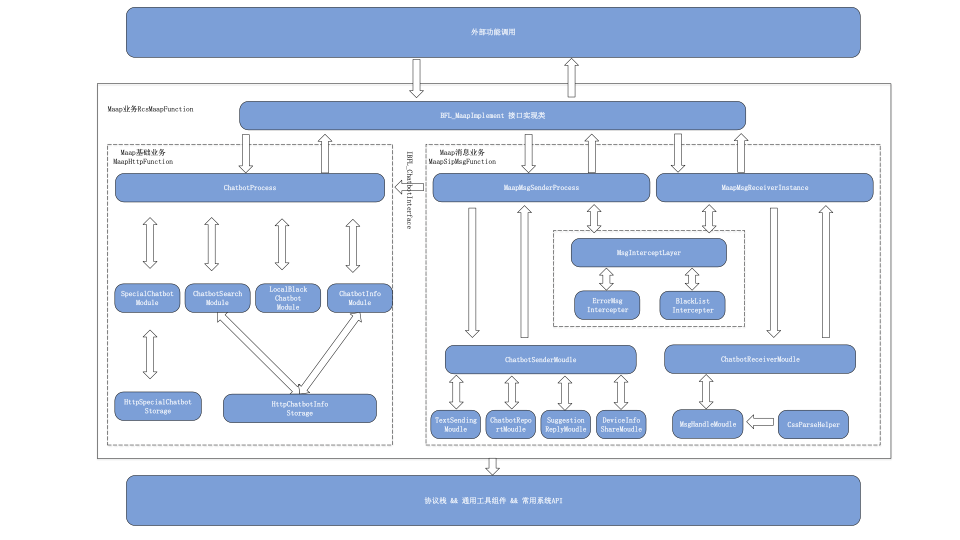 外部功能调用
Maap业务RcsMaapFunction
BFL_MaapImplement 接口实现类
Maap基础业务
MaapHttpFunction
IBFL_ChatbotInterface
Maap消息业务
MaapSipMsgFunction
ChatbotProcess
MaapMsgSenderProcess
MaapMsgReceiverInstance
MsgInterceptLayer
SpecialChatbot
Module
ChatbotSearch
Module
LocalBlack
Chatbot
Module
ChatbotInfo
Module
ErrorMsg
Intercepter
BlackList
Intercepter
ChatbotSenderMoudle
ChatbotReceiverMoudle
HttpSpecialChatbot
Storage
HttpChatbotInfo
Storage
TextSending
Moudle
ChatbotRepo
rtMoudle
Suggestion
ReplyMoudle
DeviceInfo
ShareMoudle
MsgHandleMoudle
CssParseHelper
协议栈 && 通用工具组件 && 常用系统API